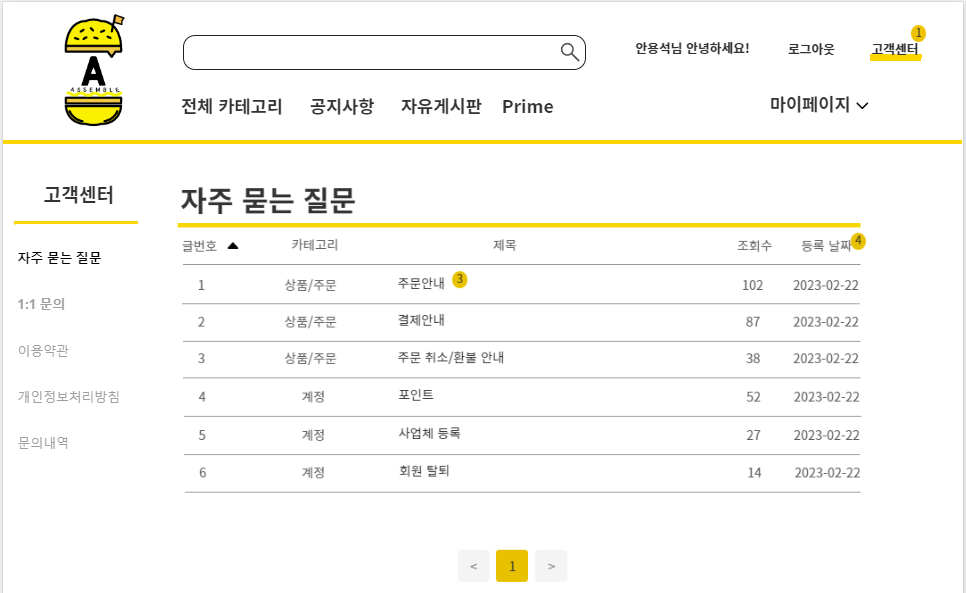 A
ASSEMBLE
안용석님 안녕하세요! 로그아웃 고객센터 1
전체 카테고리 공지사항 자유게시판 Prime 마이페이지
고객센터
자주 묻는 질문
1:1 문의
이용약관
개인정보처리방침
문의내역
자주 묻는 질문
글번호 ▲ 카테고리 제목 조회수 등록 날짜 4
1 상품/주문 주문안내 3 102 2023-02-22
2 상품/주문 결제안내 87 2023-02-22
3 상품/주문 주문 취소/환불 안내 38 2023-02-22
4 계정 포인트 52 2023-02-22
5 계정 사업체 등록 27 2023-02-22
6 계정 회원 탈퇴 14 2023-02-22
< 1 >